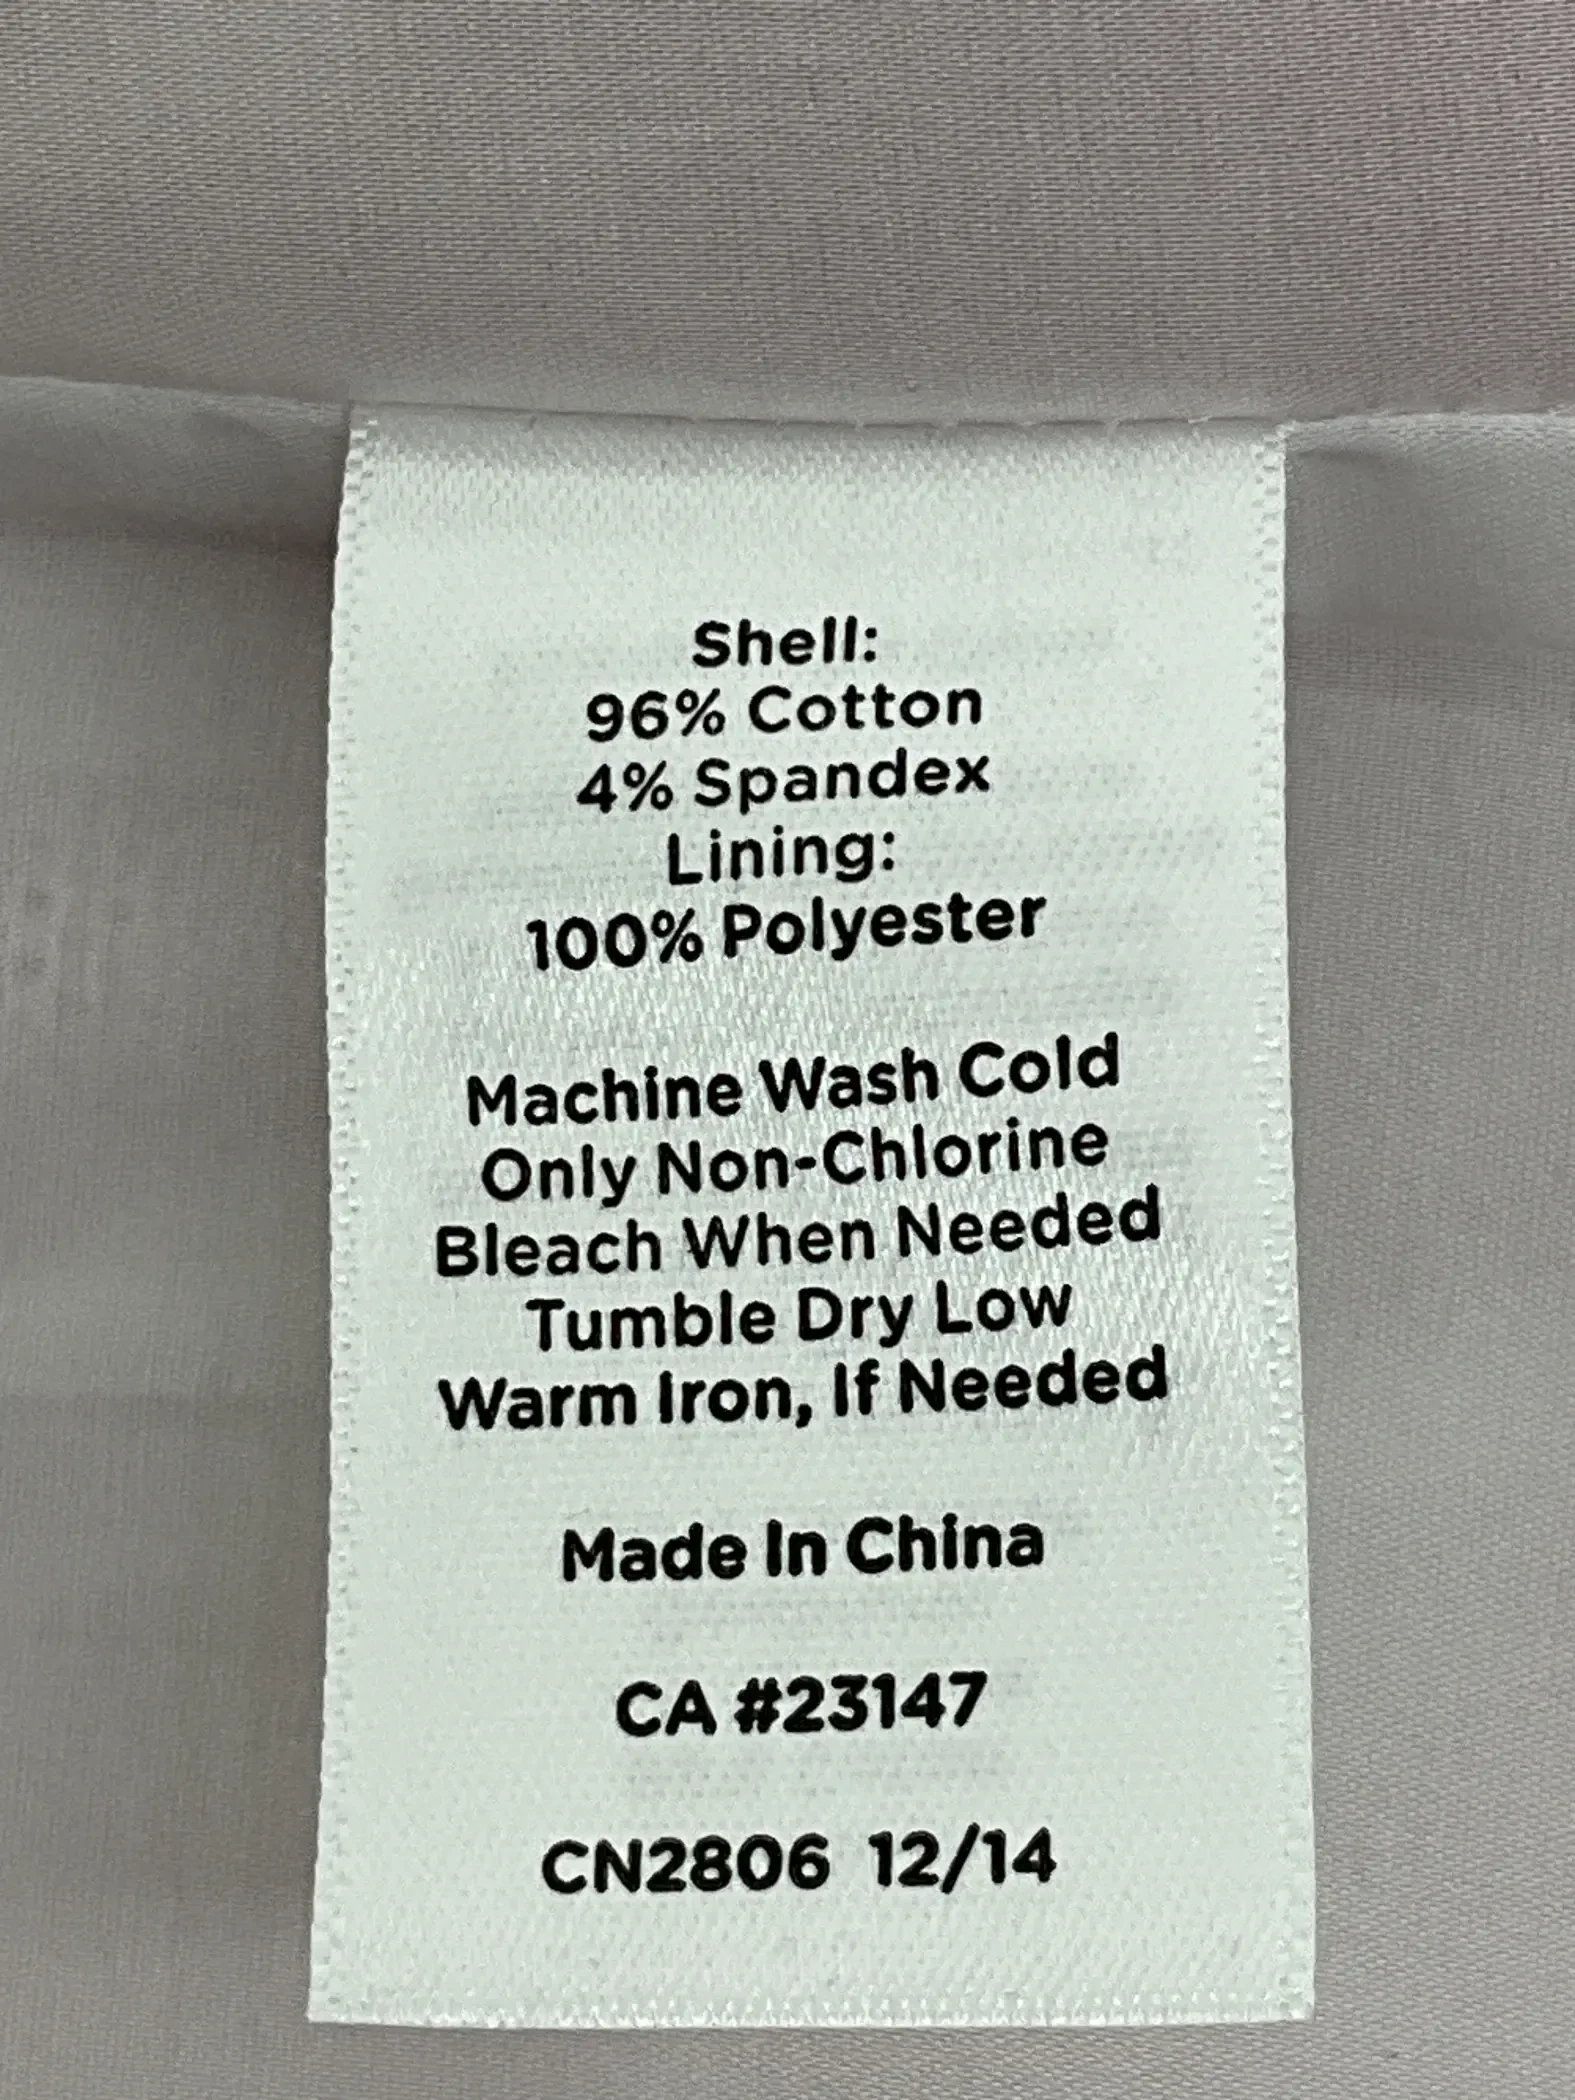 Shell:
96% Cotton
4% Spandex
Lining:
100% Polyester
Machine Wash Cold
Only Non-Chlorine
Bleach When Needed
Tumble Dry Low
Warm Iron, If Needed
Made In China
CA #23147
CN2806 12/14